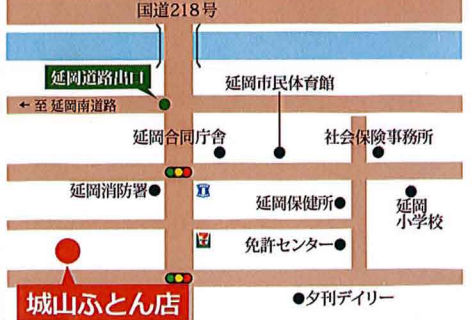 国道218号
延岡道路出口
延岡市民体育館
← 至 延岡南道路
延岡合同庁舎
社会保険事務所
延岡消防署
延岡保健所
延岡
小学校
免許センター
城山ふとん店
夕刊デイリー